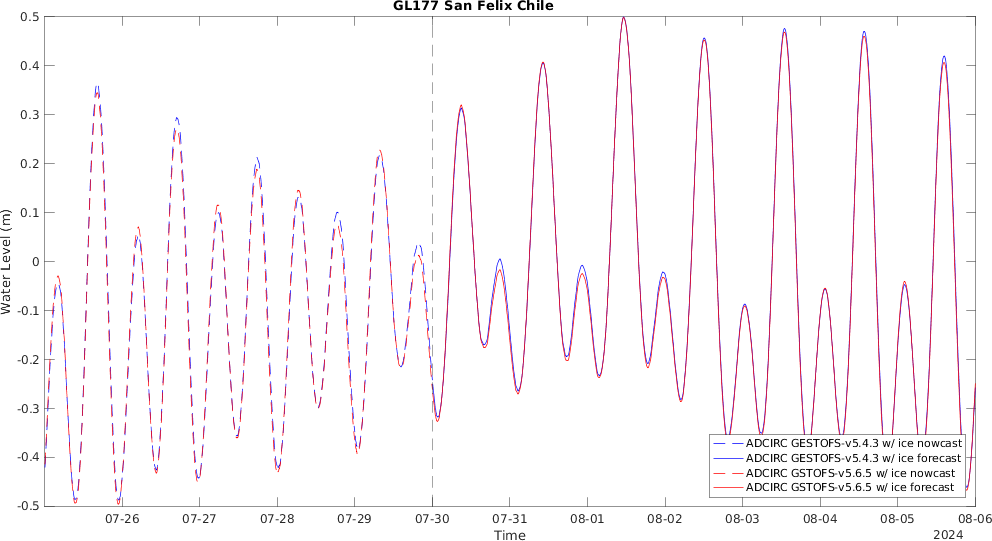 GL177 San Felix Chile
0.5
0.4
0.3
0.2
0.1
0
-0.1
-0.2
-0.3
-0.4
-0.5
Water Level (m)
ADCIRC GESTOFS-v5.4.3 w/ ice nowcast
ADCIRC GESTOFS-v5.4.3 w/ ice forecast
ADCIRC GSTOFS-v5.6.5 w/ ice nowcast
ADCIRC GSTOFS-v5.6.5 w/ ice forecast
07-26 07-27 07-28 07-29 07-30 07-31 08-01 08-02 08-03 08-04 08-05 08-06
Time
2024